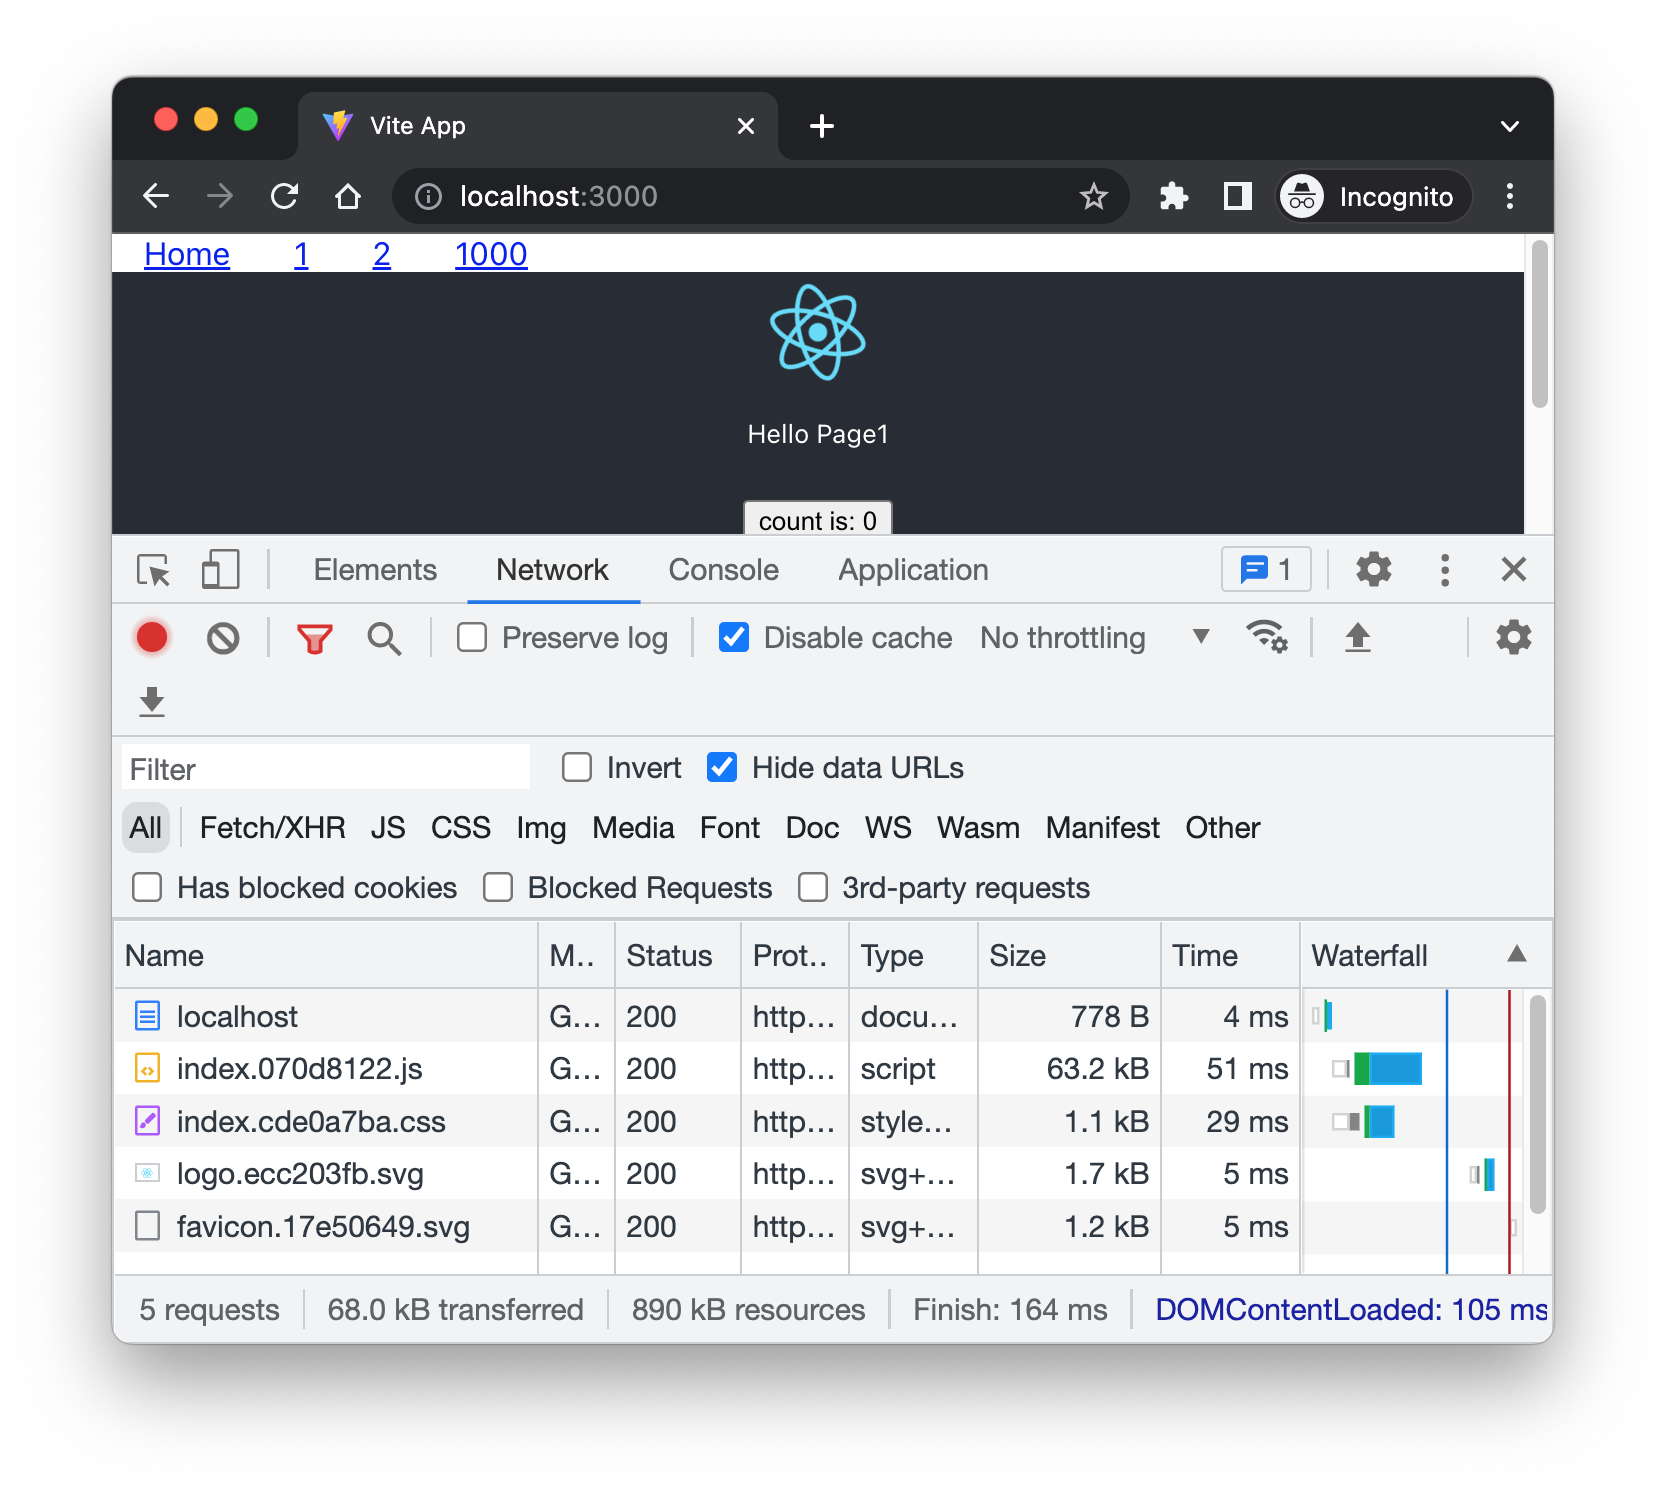 Vite App
localhost:3000
Incognito
Home 1 2 1000
Hello Page1
count is: 0
Elements Network Console Application 1
Preserve log Disable cache No throttling
Filter Invert Hide data URLs
All Fetch/XHR JS CSS Img Media Font Doc WS Wasm Manifest Other
Has blocked cookies Blocked Requests 3rd-party requests
Name M.. Status Prot.. Type Size Time Waterfall
localhost G... 200 http... docu... 778 B 4 ms
index.070d8122.js G... 200 http... script 63.2 kB 51 ms
index.cde0a7ba.css G... 200 http... style... 1.1 kB 29 ms
logo.ecc203fb.svg G... 200 http... svg+... 1.7 kB 5 ms
favicon.17e50649.svg G... 200 http... svg+... 1.2 kB 5 ms
5 requests 68.0 kB transferred 890 kB resources Finish: 164 ms DOMContentLoaded: 105 ms